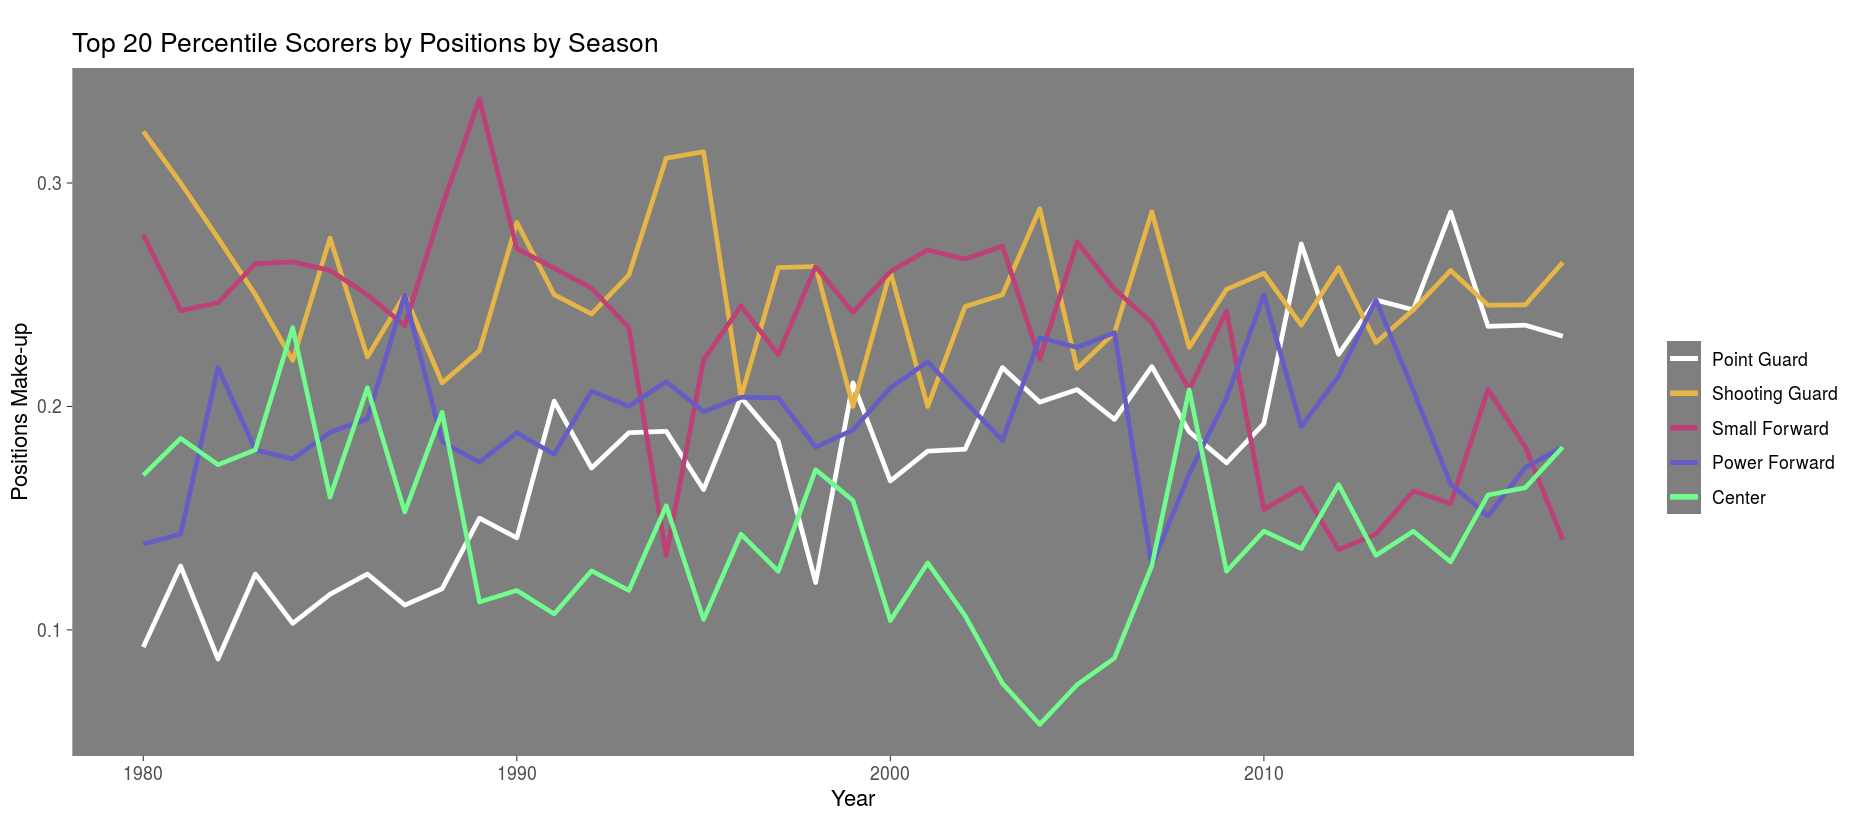 Top 20 Percentile Scorers by Positions by Season
Positions Make-up
0.3
0.2
0.1
1980 1990 2000 2010
Year
Point Guard
Shooting Guard
Small Forward
Power Forward
Center